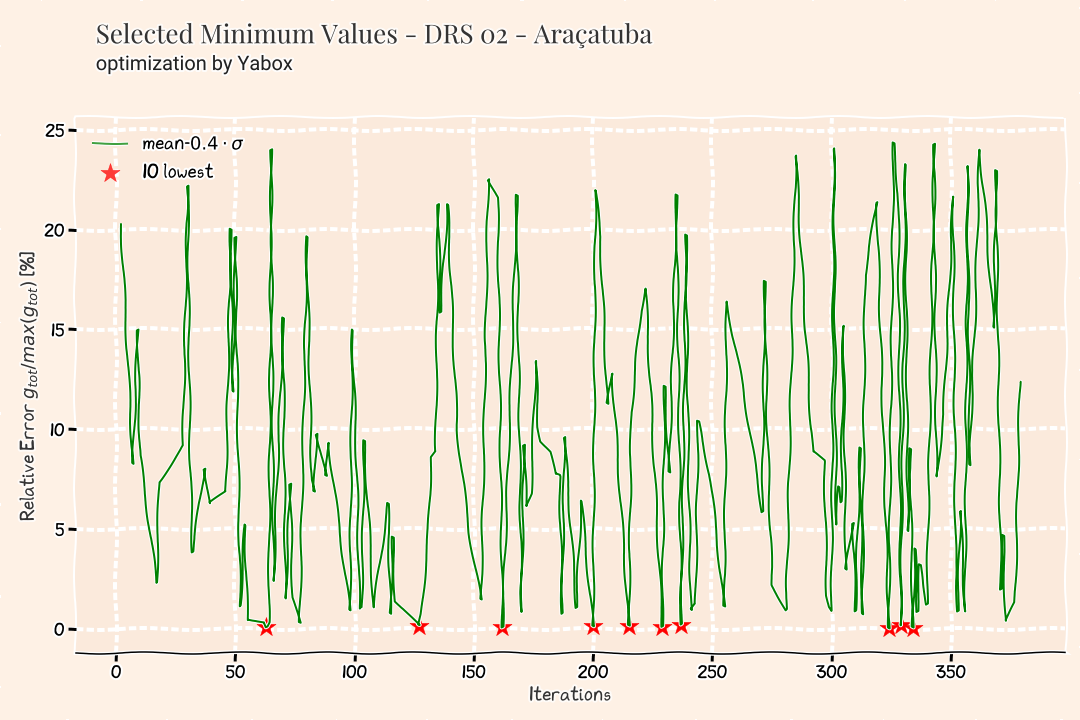 Selected Minimum Values - DRS 02 - Araçatuba
optimization by Yabox
mean-0.4 · σ
10 lowest
Relative Error g_tot/max(g_tot) [%]
25
20
15
10
5
0
0 50 100 150 200 250 300 350
Iterations